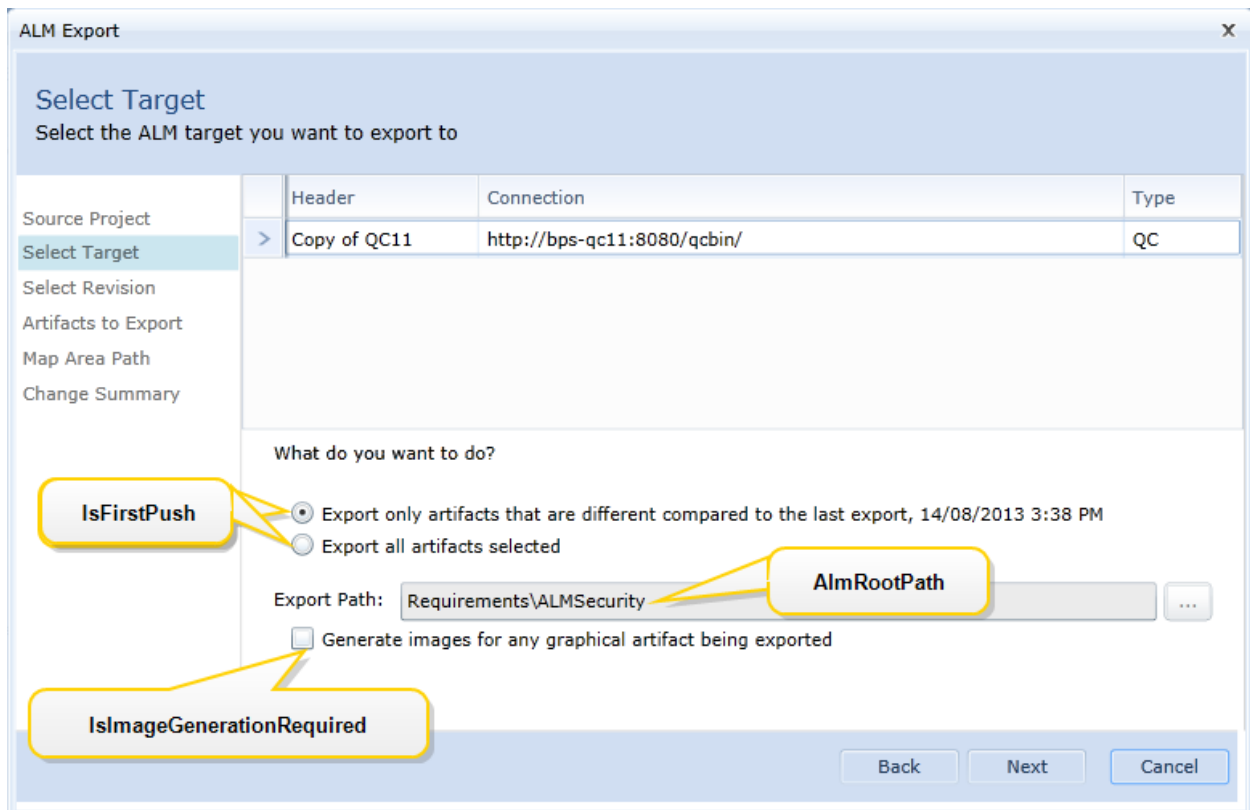 ALM Export
x
Select Target
Select the ALM target you want to export to
Source Project
Select Target
Select Revision
Artifacts to Export
Map Area Path
Change Summary
Header Connection Type
> Copy of QC11 http://bps-qc11:8080/qcbin/ QC
What do you want to do?
IsFirstPush
Export only artifacts that are different compared to the last export, 14/08/2013 3:38 PM
Export all artifacts selected
AlmRootPath
Export Path: Requirements\ALMSecurity ...
Generate images for any graphical artifact being exported
IsImageGenerationRequired
Back Next Cancel